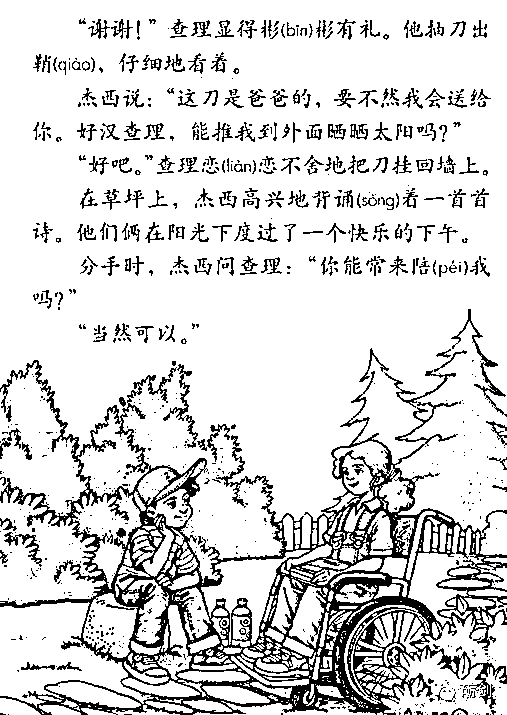 “谢谢！”查理显得彬(bīn)彬有礼。他抽刀出
鞘(qiào)，仔细地看着。
杰西说：“这刀是爸爸的，要不然我会送给
你。好汉查理，能推我到外面晒晒太阳吗？”
“好吧。”查理恋(liàn)恋不舍地把刀挂回墙上。
在草坪上，杰西高兴地背诵(sòng)着一首首
诗。他们俩在阳光下度过了一个快乐的下午。
分手时，杰西问查理：“你能常来陪(péi)我
吗？”
“当然可以。”